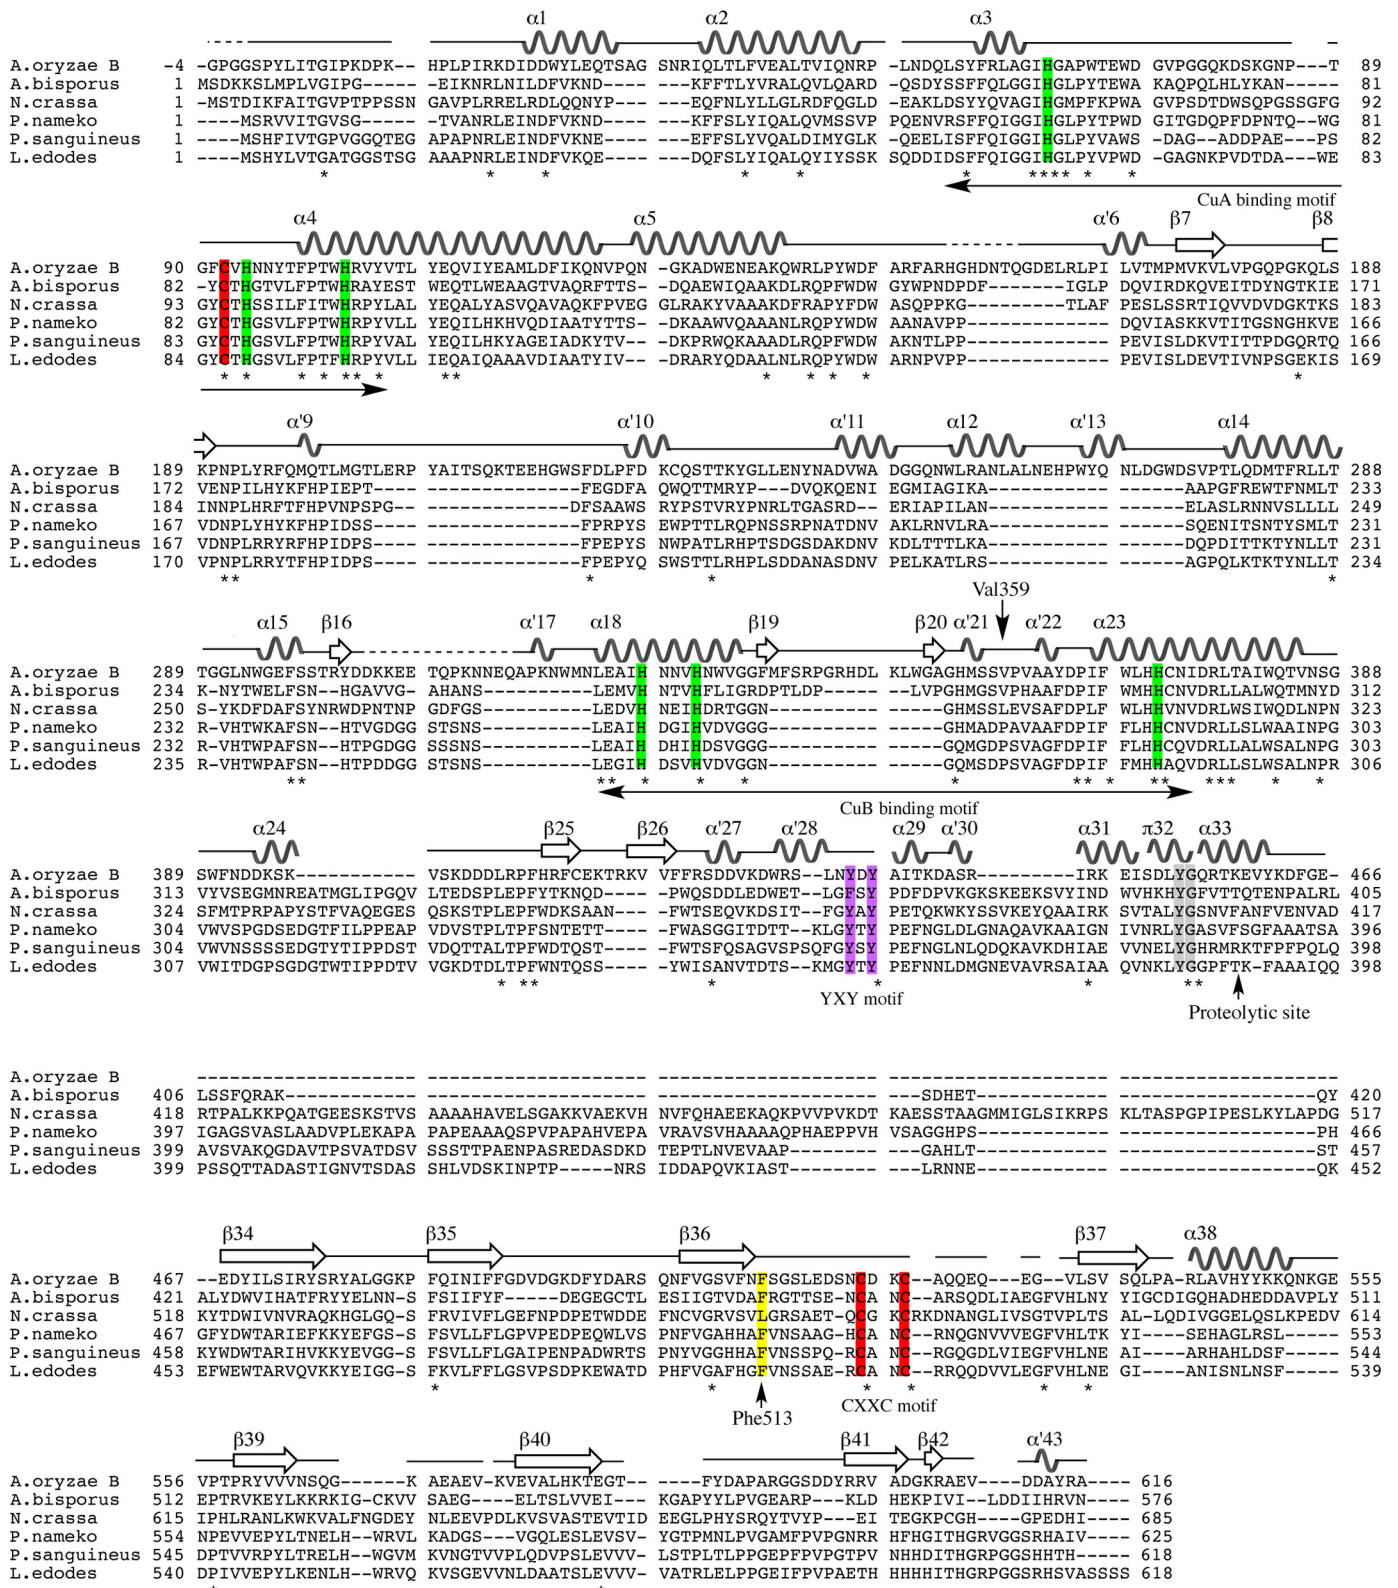 α1 α2 α3
A.oryzae B -4 -GPGGSPYLITGIPKDPK- HPLPIRKDIDDWYLEQTSAG SNRIQLTLFVEALTVIQNRP -LNDQLSYFRLAGIHGAPWTEWD GVPGGQKDSKGNP---T 89
A.bisporus 1 MSDKKSLMPLVGIPG----- -EIKNRLNILDFVKND----- --KFFTLYVRALQVLQARD -QSDYSSFFQLGGIHGLPYTEWA KAQPQLHLYKAN----- 81
N.crassa 1 -MSTDIKFAITGVPTPPSSN GAVPLRRELRDLQQNYP---- --EQFNLYLLGLRDFQGLD -EAKLDSYYQVAGIHGMPFKPWA GVPSDTDWSQPGSSGFG 92
P.nameko 1 ----MSRVVITGVSG----- -TVANRLEINDFVKND----- --KFFSLYIQALQVMSSVP -PQENVRSFFQIGGIHGLPYTPWD GITGDQPFDPNTQ--WG 81
P.sanguineus 1 ----MSHFIVTGPVGGQTEG APAPNRLEINDFVKNE----- --EFFSLYVQALDIMYGLK -QEELISFFQIGGIHGLPYVAWS -DAG--ADDPAE---PS 82
L.edodes 1 ----MSHYLVTGATGGSTSG AAAPNRLEINDFVKQE----- --DQFSLYIQALQYIYSSK -SQDDIDSFFQIGGIHGLPYVPWD -GAGNKPVDTDA---WE 83
* * * * * * **** * *
CuA binding motif
α4 α5 α'6 β7 β8
A.oryzae B 90 GFCVHNNYTFPTWHRVYVTL YEQVIYEAMLDFIKQNVPQN -GKADWENEAKQWRLPYWDF ARFARHGHDNTQGDELRLPI LVTMPMVKVLVPGQPGKQLS 188
A.bisporus 82 -YCTHGTVLFPTWHRAYEST WEQTLWEAAGTVAQRFTTS- DQAEWIQAAKDLRQPFWDW GYWPNDPDF-----IGLP DQVIRDKQVEITDYNGTKIE 171
N.crassa 93 GYCTHSSILFITWHRPYLAL YEQALYASVQAVAQKFPVEG GLRAKYVAAAKDFRAPYFDW ASQPPKG------TLAF PESLSSRTIQVVDVDGKTKS 183
P.nameko 82 GYCTHGSVLFPTWHRPYVLL YEQILHKHVQDIAATYTTS- DKAAWVQAAANLRQPYWDW AANAVPP----------- DQVIASKKVTITGSNGHKVE 166
P.sanguineus 83 GYCTHGSVLFPTWHRPYVAL YEQILHKYAGEIADKYTV-- DKPRWQKAAADLRQPYWDW AKNTLPP----------- PEVISLDKVTITTPDGQRTQ 166
L.edodes 84 GYCTHGSVLFPTFHRPYVLL IEQAIQAAAVDIAATYIV-- DRARYQDAALNLRQPYWDW ARNPVPP----------- PEVISLDEVTIVNPSGEKIS 169
* * * * ** * ** * * * * *
α'9 α'10 α'11 α12 α'13 α14
A.oryzae B 189 KPNPLYRFQMQTLMGTLERP YAITSQKTEEHGWSFDLPFD KCQSTTKYGLLENYNADVWA DGGQNWLRANLALNEHPWYQ NLDGWDSVPTLQDMTFRLLT 288
A.bisporus 172 VENPILHYKFHPIEPT---- --------------FEGDFA QWQTTMRYP---DVQKQENI EGMIAGIKA----------- ------AAPGFREWTFNMLT 233
N.crassa 184 INNPLHRFTFHPVNPSPG-- -------------DFSAAWS RYPSTVRYPNRLTGASRD-- ERIAPILAN----------- ------ELASLRNNVSLLLL 249
P.nameko 167 VDNPLYHYKFHPIDSS---- --------------FPRPYS EWPTTLRQPNSSRPNATDNV AKLRNVLRA----------- ------SQENITSNTYSMLT 231
P.sanguineus 167 VDNPLRRYRFHPIDPS---- --------------FPEPYS NWPATLRHPTSDGSDAKDNV KDLTTTLKA----------- ------DQPDITTKTYNLLT 231
L.edodes 170 VPNPLRRYTFHPIDPS---- --------------FPEPYQ SWSTTLRHPLSDDANASDNV PELKATLRS----------- ------AGPQLKTKTYNLLT 234
** * * *
Val359
α15 β16 α'17 α18 β19 β20 α'21 α'22 α23
A.oryzae B 289 TGGLNWGEFSSTRYDDKKEE TQPKNNEQAPKNWMNLEAIH NNVHNWVGGFMFSRPGRHDL KLWGAGHMSSVPVAAYDPIF WLHHCNIDRLTAIWQTVNSG 388
A.bisporus 234 K-NYTWELFSN--HGAVVG- AHANS----------LEMVH NTVHFLIGRDPTLDP----- --LVPGHMGSVPHAAFDPIF WMHHCNVDRLLALWQTMNYD 312
N.crassa 250 S-YKDFDAFSYNRWDPNTNP GDFGS----------LEDVH NEIHDRTGGN---------- -----GHMSSLEVSAFDPLF WLHHVNVDRLWSIWQDLNPN 323
P.nameko 232 R-VHTWKAFSN--HTVGDGG STSNS----------LEAIH DGIHVDVGGG---------- -----GHMADPAVAAFDPIF FLHHCNVDRLLSLWAAINPG 303
P.sanguineus 232 R-VHTWPAFSN--HTPGDGG SSSNS----------LEAIH DHIHDSVGGG---------- -----GQMGDPSVAGFDPIF FLHHCQVDRLLALWSALNPG 303
L.edodes 235 R-VHTWPAFSN--HTPDDGG STSNS----------LEGIH DSVHVDVGGN---------- -----GQMSDPSVAGFDPIF FMHHAQVDRLLSLWSALNPR 306
** ** * * * * ** * ** *** * *
CuB binding motif
α24 β25 β26 α'27 α'28 α29 α'30 α31 π32 α33
A.oryzae B 389 SWFNDDKSK----------- VSKDDDLRPFHRFCEKTRKV VFFRSDDVKDWRS-LNYDY AITKDASR---------IRK EISDLYGQRTKEVYKDFGE- 466
A.bisporus 313 VYVSEGMNREATMGLIPGQV LTEDSPLEPFYTKNQD---- PWQSDDLEDWET-LGFSY PDFDPVKGKSKEEKSVYIND WVHKHYGFVTTQTENPALRL 405
N.crassa 324 SFMTPRPAPYSTFVAQEGES QSKSTPLEPFWDKSAAN--- FWTSEQVKDSIT-FGYAY PETQKWKYSSVKEYQAAIRK SVTALYGSNVFANFVENVAD 417
P.nameko 304 VWVSPGDSEDGTFILPPEAP VDVSTPLTPFSNTETT---- FWASGGITDTT-KLGYTY PEFNGLDLGNAQAVKAAIGN IVNRLYGASVFSGFAAATSA 396
P.sanguineus 304 VWVNSSSSEDGTYTIPPDST VDQTTALTPFWDTQST---- FWTSFQSAGVSPSQFGYSY PEFNGLNLQDQKAVKDHIAE VVNELYGHRMRKTFPFPQLQ 398
L.edodes 307 VWITDGPSGDGTWTIPPDTV VGKDTDLTPFWNTQSS---- YWISANVTDTS-KMGYTY PEFNNLDMGNEVAVRSAIAA QVNKLYGGPFTK-FAAAIQQ 398
* ** * * * **
YXY motif
Proteolytic site
A.oryzae B -------------------- -------------------- -------------------- -------------------- --------------------
A.bisporus 406 LSSFQRAK------------ -------------------- -------------------- ----SDHET----------- ------------------QY 420
N.crassa 418 RTPALKKPQATGEESKSTVS AAAAHAVELSGAKKVAEKVH NVFQHAEEKAQKPVVPVKDT KAESSTAAGMMIGLSIKRPS KLTASPGPIPESLKYLAPDG 517
P.nameko 397 IGAGSVASLAADVPLEKAPA PAPEAAAQSPVPAPAHVEPA VRAVSVHAAAAQPHAEPPVH VSAGGHPS------------ ------------------PH 466
P.sanguineus 399 AVSVAKQGDAVTPSVATDSV SSSTTPAENPASREDASDKD TEPTLNVEVAAP-------- ----GAHLT----------- ------------------ST 457
L.edodes 399 PSSQTTADASTIGNVTSDAS SHLVDSKINPTP-----NRS IDDAPQVKIAST-------- ----LRNNE----------- ------------------QK 452
β34 β35 β36 β37 α38
A.oryzae B 467 --EDYILSIRYSRYALGGKP FQINIFFGDVDGKDFYDARS QNFVGSVFNFSGSLEDSNCD KC--AQQEQ---EG--VLSV SQLPA-RLAVHYYKKQNKGE 555
A.bisporus 421 ALYDWVIHATFRYYELNN-S FSIIFYF-----DEGEGCTL ESIIGTVDAFRGTTSE-NCA NC--ARSQDLIAEGFVHLNY YIGCDIGQHADHEDDAVPLY 511
N.crassa 518 KYTDWIVNVRAQKHGLGQ-S FRVIVFLGEFNPDPETWDDE FNCVGRVSVLGRSAET-QCG KCRKDNANGLIVSGTVPLTS AL-LQDIVGGELQSLKPEDV 614
P.nameko 467 GFYDWTARIEFKKYEFGS-S FSVLLFLGPVPEDPEQWLVS PNFVGAHHAFVNSAAG-HCA NC--RNQGNVVVEGFVHLTK YI-----SEHAGLRSL---- 553
P.sanguineus 458 KYWDWTARIHVKKYEVGG-S FSVLLFLGAIPENPADWRTS PNYVGGHHAFVNSSPQ-RCA NC--RGQGDLVIEGFVHLNE AI-----ARHAHLDSF---- 544
L.edodes 453 EFWEWTARVQVKKYEIGG-S FKVLFFLGSVPSDPKEWATD PHFVGAFHGFVNSSAE-RCA NC--RRQQDVVLEGFVHLNE GI-----ANISNLNSF---- 539
* * * * * *
Phe513
CXXC motif
β39 β40 β41 β42 α'43
A.oryzae B 556 VPTPRYVVVVNSQG------ KAEAEV-KVEVALHKTEGT- -------FYDAPARGGSDDYRRV ADGKRAEV----DDAYRA-- 616
A.bisporus 512 EPTRVKEYLKKRKIG-CKVV SAEG----ELTSLVVEI---- KGAPYYLPVGEARP---KLD HEKPIVI--LDDIIHRVN---- 576
N.crassa 615 IPHLRANLKWKVALFNGDEY NLEEVPDLKVSVASTEVTID EEGLPHYSRQYTVYP---EI TEGKPCGH---GPEDHI---- 685
P.nameko 554 NPEVVEPYLTNELH--WRVL KADGS---VGQLESLEVSV- YGTPMNLPVGAMFPVPGNRR HFHGITHGRVGGSRHAIV---- 625
P.sanguineus 545 DPTVVRPYLTRELH--WGVM KVNGTVVPLQDVPSLEVVV- LSTPLTLPPGEPFPVPGTPV NHHDITHGRPGGSHHTH----- 618
L.edodes 540 DPIVVEPYLKENLH--WRVQ KVSGEVVNLDAATSLEVVV- VATRLELPPGEIFPVPAETH HHHHITHGRPGGSRHSVASSSS 618
* *